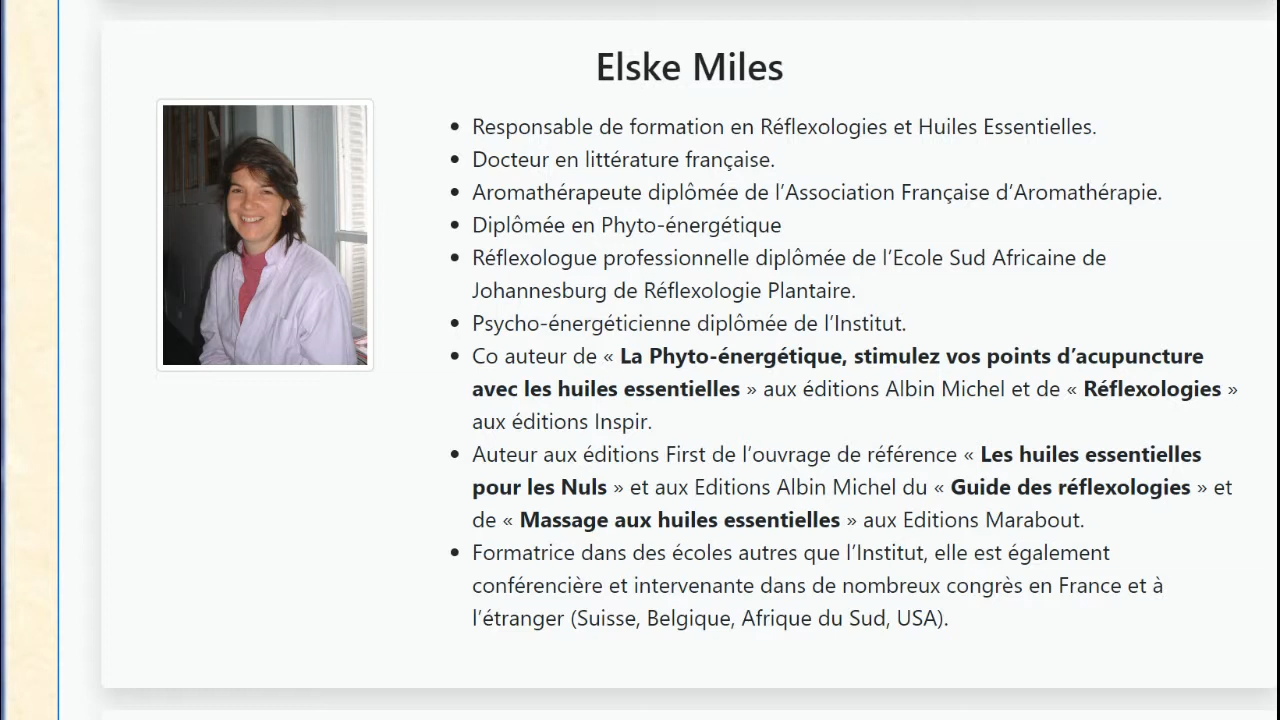 Elske Miles
Responsable de formation en Réflexologies et Huiles Essentielles.
Docteur en littérature française.
Aromathérapeute diplômée de l’Association Française d’Aromathérapie.
Diplômée en Phyto-énergétique
Réflexologue professionnelle diplômée de l’Ecole Sud Africaine de
Johannesburg de Réflexologie Plantaire.
Psycho-énergéticienne diplômée de l’Institut.
Co auteur de « La Phyto-énergétique, stimulez vos points d’acupuncture
avec les huiles essentielles » aux éditions Albin Michel et de « Réflexologies »
aux éditions Inspir.
Auteur aux éditions First de l’ouvrage de référence « Les huiles essentielles
pour les Nuls » et aux Editions Albin Michel du « Guide des réflexologies » et
de « Massage aux huiles essentielles » aux Editions Marabout.
Formatrice dans des écoles autres que l’Institut, elle est également
conférencière et intervenante dans de nombreux congrès en France et à
l’étranger (Suisse, Belgique, Afrique du Sud, USA).